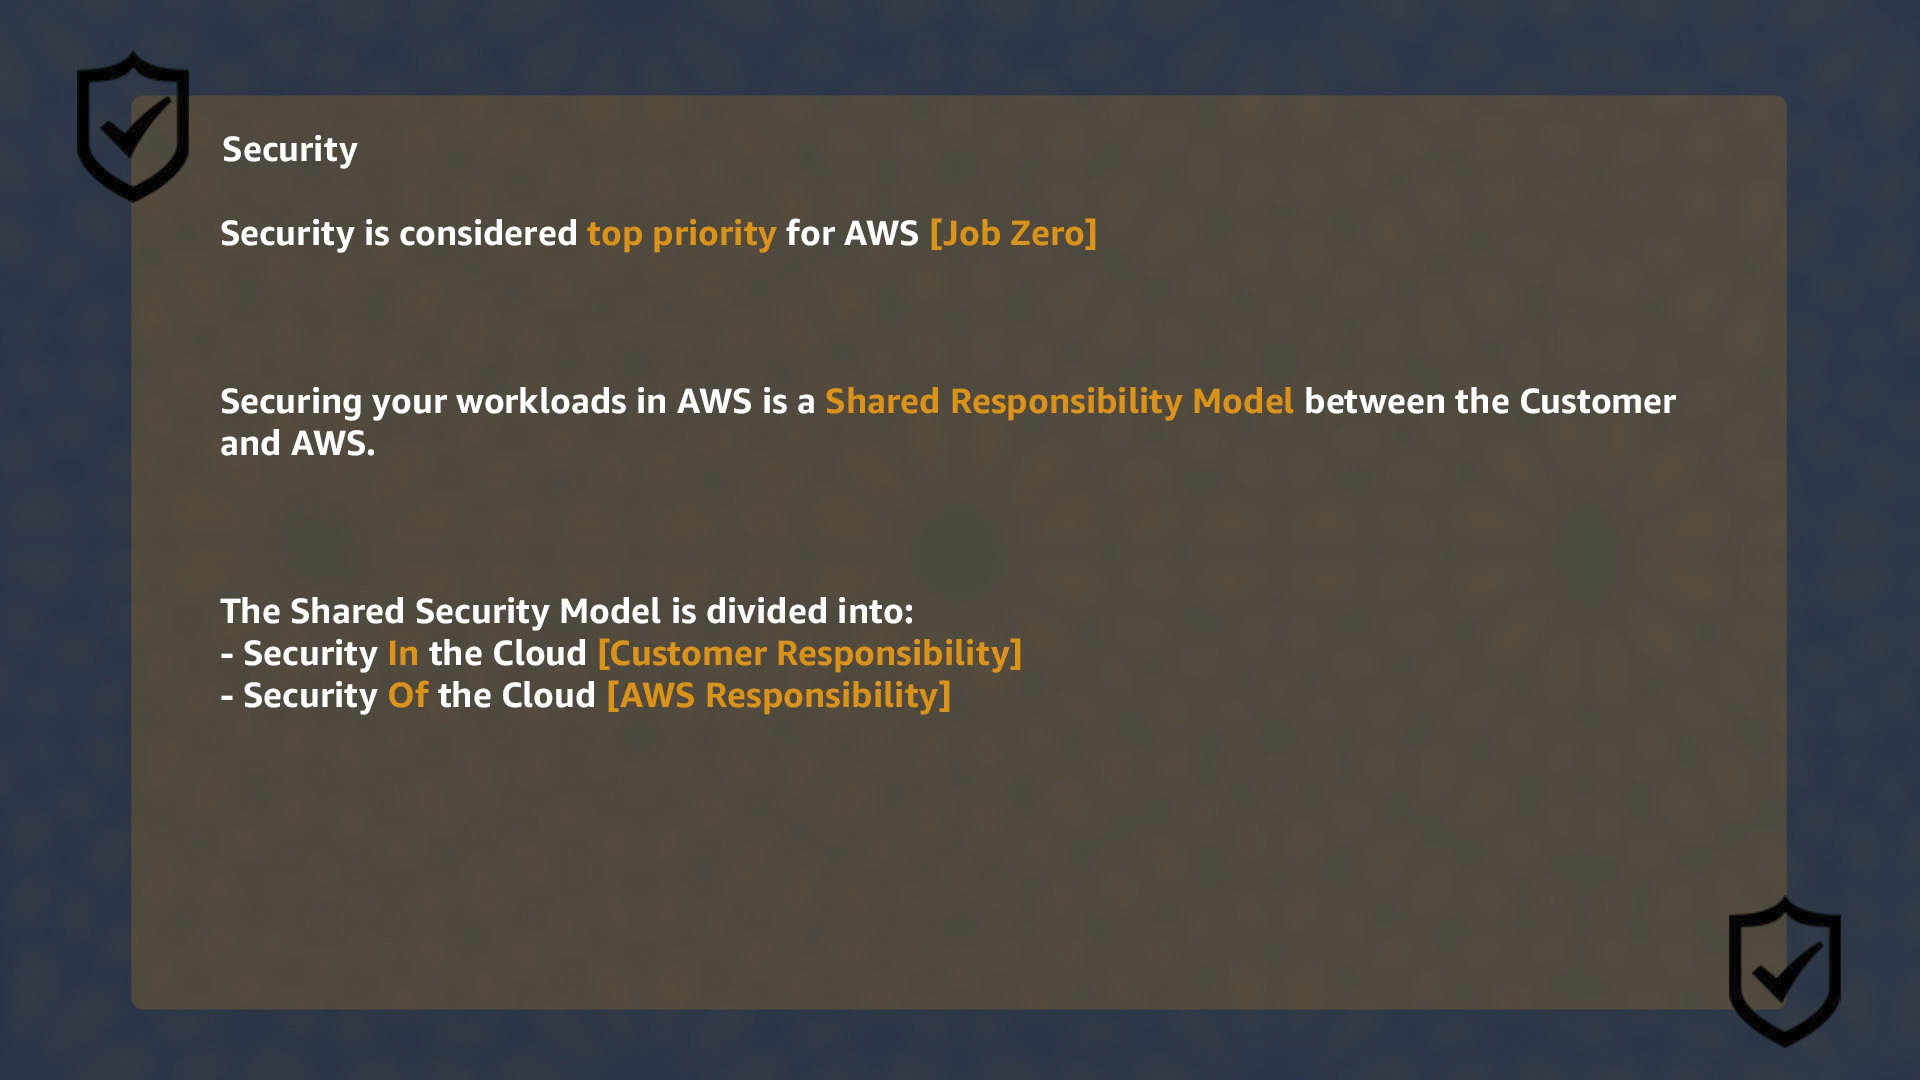 Security
Security is considered top priority for AWS [Job Zero]
Securing your workloads in AWS is a Shared Responsibility Model between the Customer
and AWS.
The Shared Security Model is divided into:
- Security In the Cloud [Customer Responsibility]
- Security Of the Cloud [AWS Responsibility]